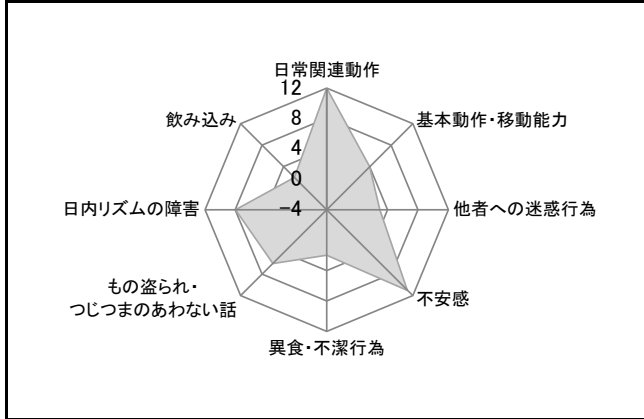 日常関連動作
12
8
4
0
-4
基本動作・移動能力
他者への迷惑行為
不安感
異食・不潔行為
もの盗られ・
つじつまのあわない話
日内リズムの障害
飲み込み